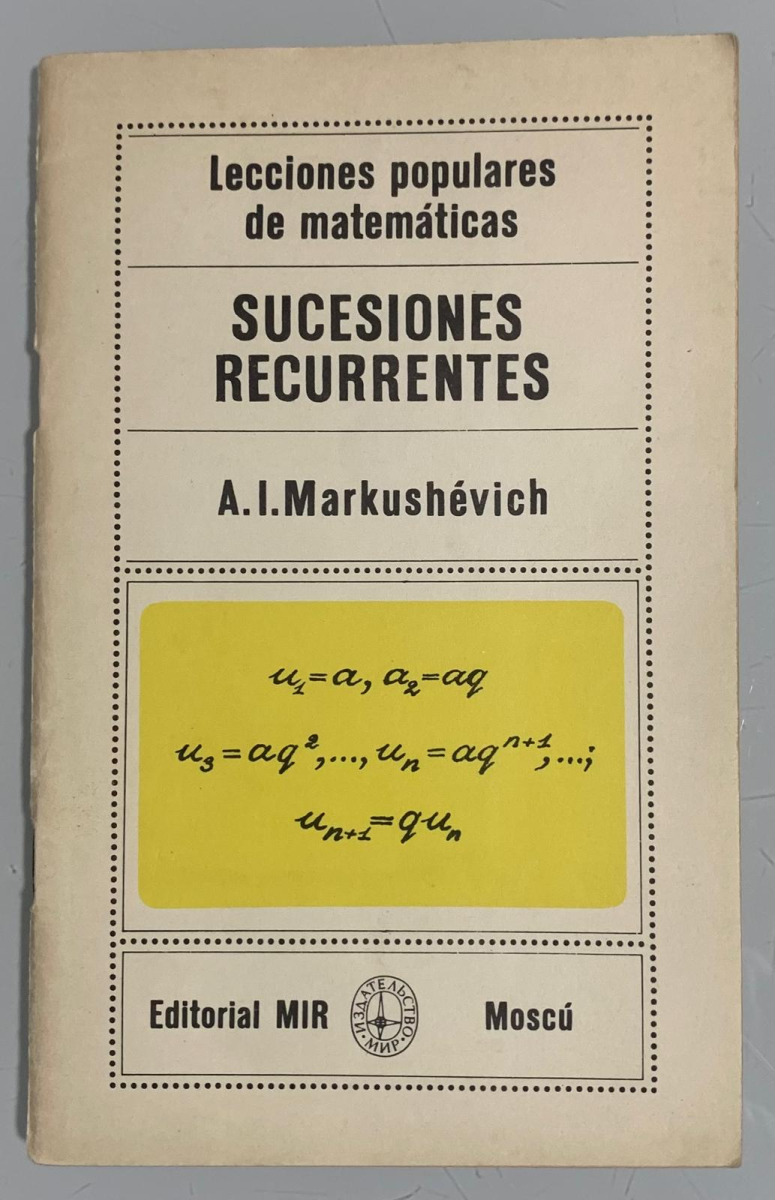 Lecciones populares
de matemáticas
SUCESIONES
RECURRENTES
A.I.Markushévich
u₁=a, a₂=aq
u₃=aq²,..., uₙ=aqⁿ⁺¹,...;
uₙ₊₁=quₙ
Editorial MIR
ИЗДАТЕЛЬСТВО
·МИР·
Moscú